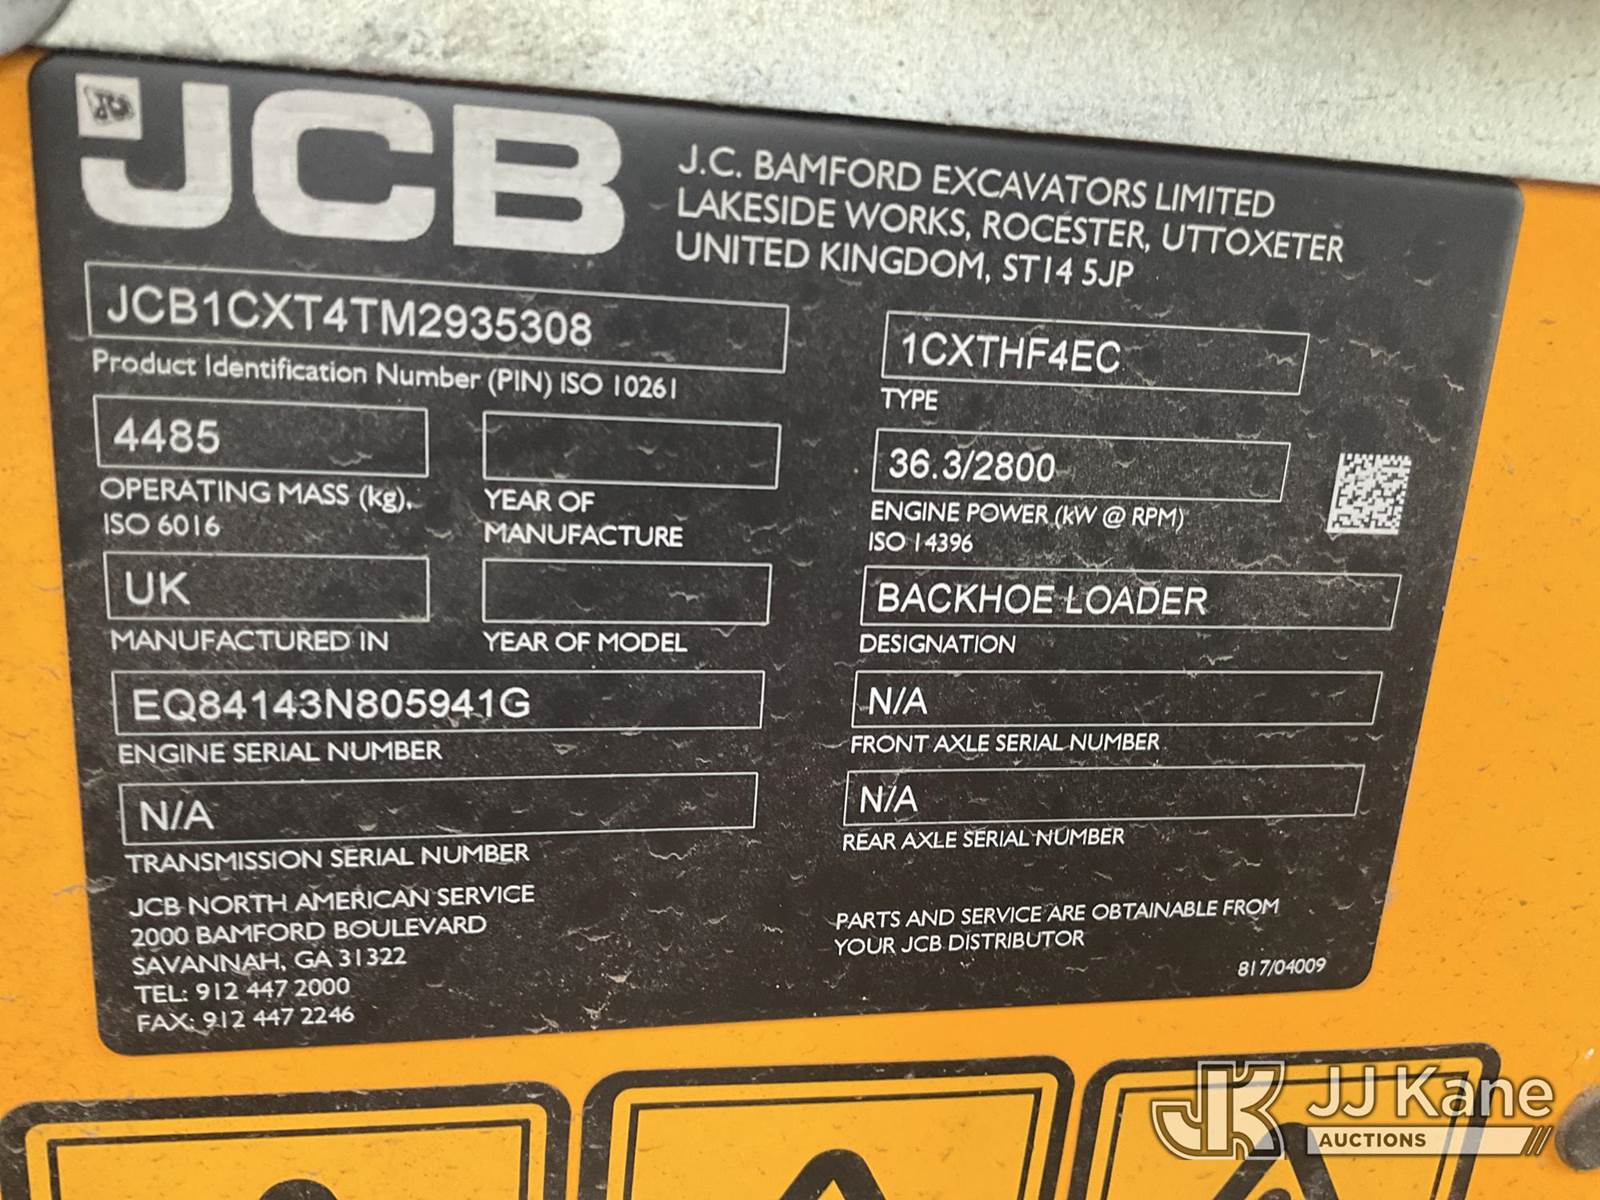 JCB
J.C. BAMFORD EXCAVATORS LIMITED
LAKESIDE WORKS, ROCESTER, UTTOXETER
UNITED KINGDOM, ST14 5JP
JCB1CXT4TM2935308
Product Identification Number (PIN) ISO 10261
1CXTHF4EC
TYPE
4485
OPERATING MASS (kg).
ISO 6016
YEAR OF
MANUFACTURE
36.3/2800
ENGINE POWER (kW @ RPM)
ISO 14396
UK
MANUFACTURED IN
YEAR OF MODEL
BACKHOE LOADER
DESIGNATION
EQ84143N805941G
ENGINE SERIAL NUMBER
N/A
FRONT AXLE SERIAL NUMBER
N/A
TRANSMISSION SERIAL NUMBER
N/A
REAR AXLE SERIAL NUMBER
JCB NORTH AMERICAN SERVICE
2000 BAMFORD BOULEVARD
SAVANNAH, GA 31322
TEL: 912 447 2000
FAX: 912 447 2246
PARTS AND SERVICE ARE OBTAINABLE FROM
YOUR JCB DISTRIBUTOR
817/04009
JK JJ Kane
AUCTIONS